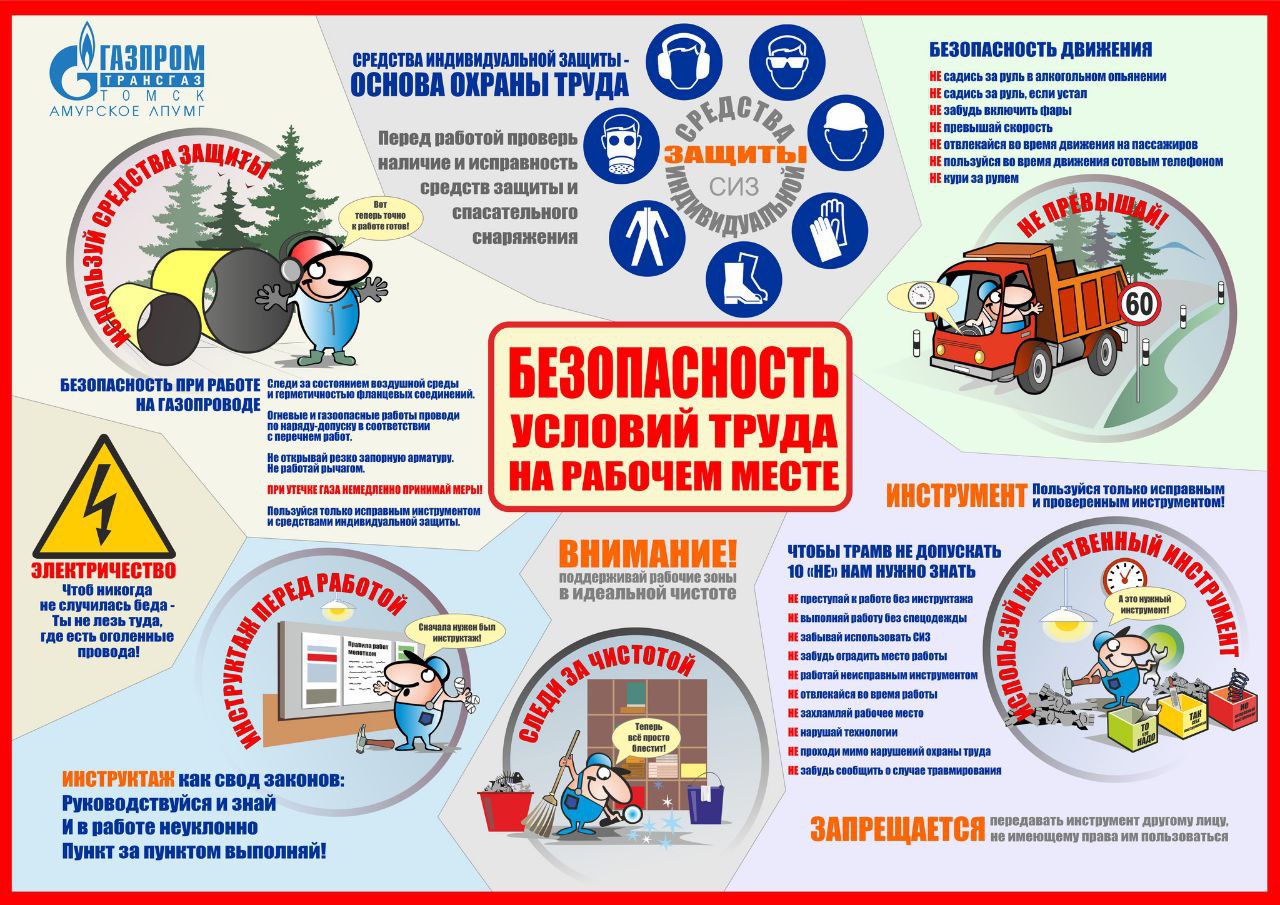 ГАЗПРОМ
ТРАНСГАЗ
ТОМСК
АМУРСКОЕ ЛПУМГ
СРЕДСТВА ИНДИВИДУАЛЬНОЙ ЗАЩИТЫ -
ОСНОВА ОХРАНЫ ТРУДА
Перед работой проверь
наличие и исправность
средств защиты и
спасательного
снаряжения
СРЕДСТВА
ИНДИВИДУАЛЬНОЙ
ЗАЩИТЫ
СИЗ
БЕЗОПАСНОСТЬ ДВИЖЕНИЯ
НЕ садись за руль в алкогольном опьянении
НЕ садись за руль, если устал
НЕ забудь включить фары
НЕ превышай скорость
НЕ отвлекайся во время движения на пассажиров
НЕ пользуйся во время движения сотовым телефоном
НЕ кури за рулем
НЕ ПРЕВЫШАЙ!
60
ИСПОЛЬЗУЙ СРЕДСТВА ЗАЩИТЫ
Вот
теперь точно
к работе готов!
БЕЗОПАСНОСТЬ ПРИ РАБОТЕ
НА ГАЗОПРОВОДЕ
Следи за состоянием воздушной среды
и герметичностью фланцевых соединений.
Огневые и газоопасные работы проводи
по наряду-допуску в соответствии
с перечнем работ.
Не открывай резко запорную арматуру.
Не работай рычагом.
ПРИ УТЕЧКЕ ГАЗА НЕМЕДЛЕННО ПРИНИМАЙ МЕРЫ!
Пользуйся только исправным инструментом
и средствами индивидуальной защиты.
БЕЗОПАСНОСТЬ
УСЛОВИЙ ТРУДА
НА РАБОЧЕМ МЕСТЕ
ЭЛЕКТРИЧЕСТВО
Чтоб никогда
не случилась беда -
Ты не лезь туда,
где есть оголенные
провода!
ИНСТРУКТАЖ ПЕРЕД РАБОТОЙ
Правила работ
молотком
Сначала нужен был
инструктаж!
ИНСТРУКТАЖ как свод законов:
Руководствуйся и знай
И в работе неуклонно
Пункт за пунктом выполняй!
ВНИМАНИЕ!
поддерживай рабочие зоны
в идеальной чистоте
СЛЕДИ ЗА ЧИСТОТОЙ
Теперь
всё просто
блестит!
ИНСТРУМЕНТ Пользуйся только исправным
и проверенным инструментом!
ЧТОБЫ ТРАМВ НЕ ДОПУСКАТЬ
10 «НЕ» НАМ НУЖНО ЗНАТЬ
НЕ преступай к работе без инструктажа
НЕ выполняй работу без спецодежды
НЕ забывай использовать СИЗ
НЕ забудь оградить место работы
НЕ работай неисправным инструментом
НЕ отвлекайся во время работы
НЕ захламляй рабочее место
НЕ нарушай технологии
НЕ проходи мимо нарушений охраны труда
НЕ забудь сообщить о случае травмирования
ИСПОЛЬЗУЙ КАЧЕСТВЕННЫЙ ИНСТРУМЕНТ
А это нужный
инструмент!
ТО
ЧТО
НАДО
ТАК
СЕБЕ
НЕ
ЗАПРЕЩАЕТСЯ передавать инструмент другому лицу,
не имеющему права им пользоваться